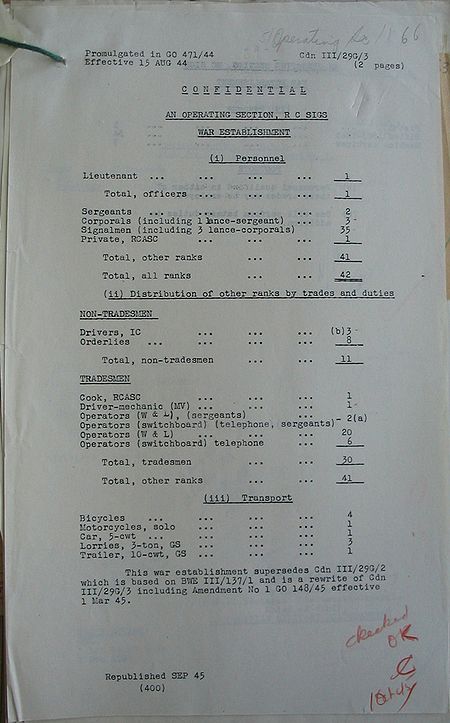 Operating
66
Promulgated in GO 471/44 Cdn III/29G/3
Effective 15 AUG 44 (2 pages)
CONFIDENTIAL
AN OPERATING SECTION, R C SIGS
WAR ESTABLISHMENT
(i) Personnel
Lieutenant ... ... ... ... 1
Total, officers ... ... ... 1
Sergeants ... ... ... ... 2
Corporals (including 1 lance-sergeant) ... 3
Signalmen (including 3 lance-corporals) 35
Private, RCASC ... ... ... 1
Total, other ranks ... ... 41
Total, all ranks ... ... 42
(ii) Distribution of other ranks by trades and duties
NON-TRADESMEN
Drivers, IC ... ... ... (b)3
Orderlies ... ... ... ... 8
Total, non-tradesmen ... ... 11
TRADESMEN
Cook, RCASC ... ... ... 1
Driver-mechanic (MV) ... ... ... 1
Operators (W & L), (sergeants) ...
Operators (switchboard) (telephone, sergeants) - 2(a)
Operators (W & L) ... ... ... 20
Operators (switchboard) telephone ... 6
Total, tradesmen ... ... 30
Total, other ranks ... ... 41
(iii) Transport
Bicycles ... ... ... ... 4
Motorcycles, solo ... ... ... 1
Car, 5-cwt ... ... ... ... 1
Lorries, 3-ton, GS ... ... ... 3
Trailer, 10-cwt, GS ... ... ... 1
This war establishment supersedes Cdn III/29G/2
which is based on BWE III/137/1 and is a rewrite of Cdn
III/29G/3 including Amendment No 1 GO 148/45 effective
1 Mar 45.
checked
OK
Republished SEP 45
(400)